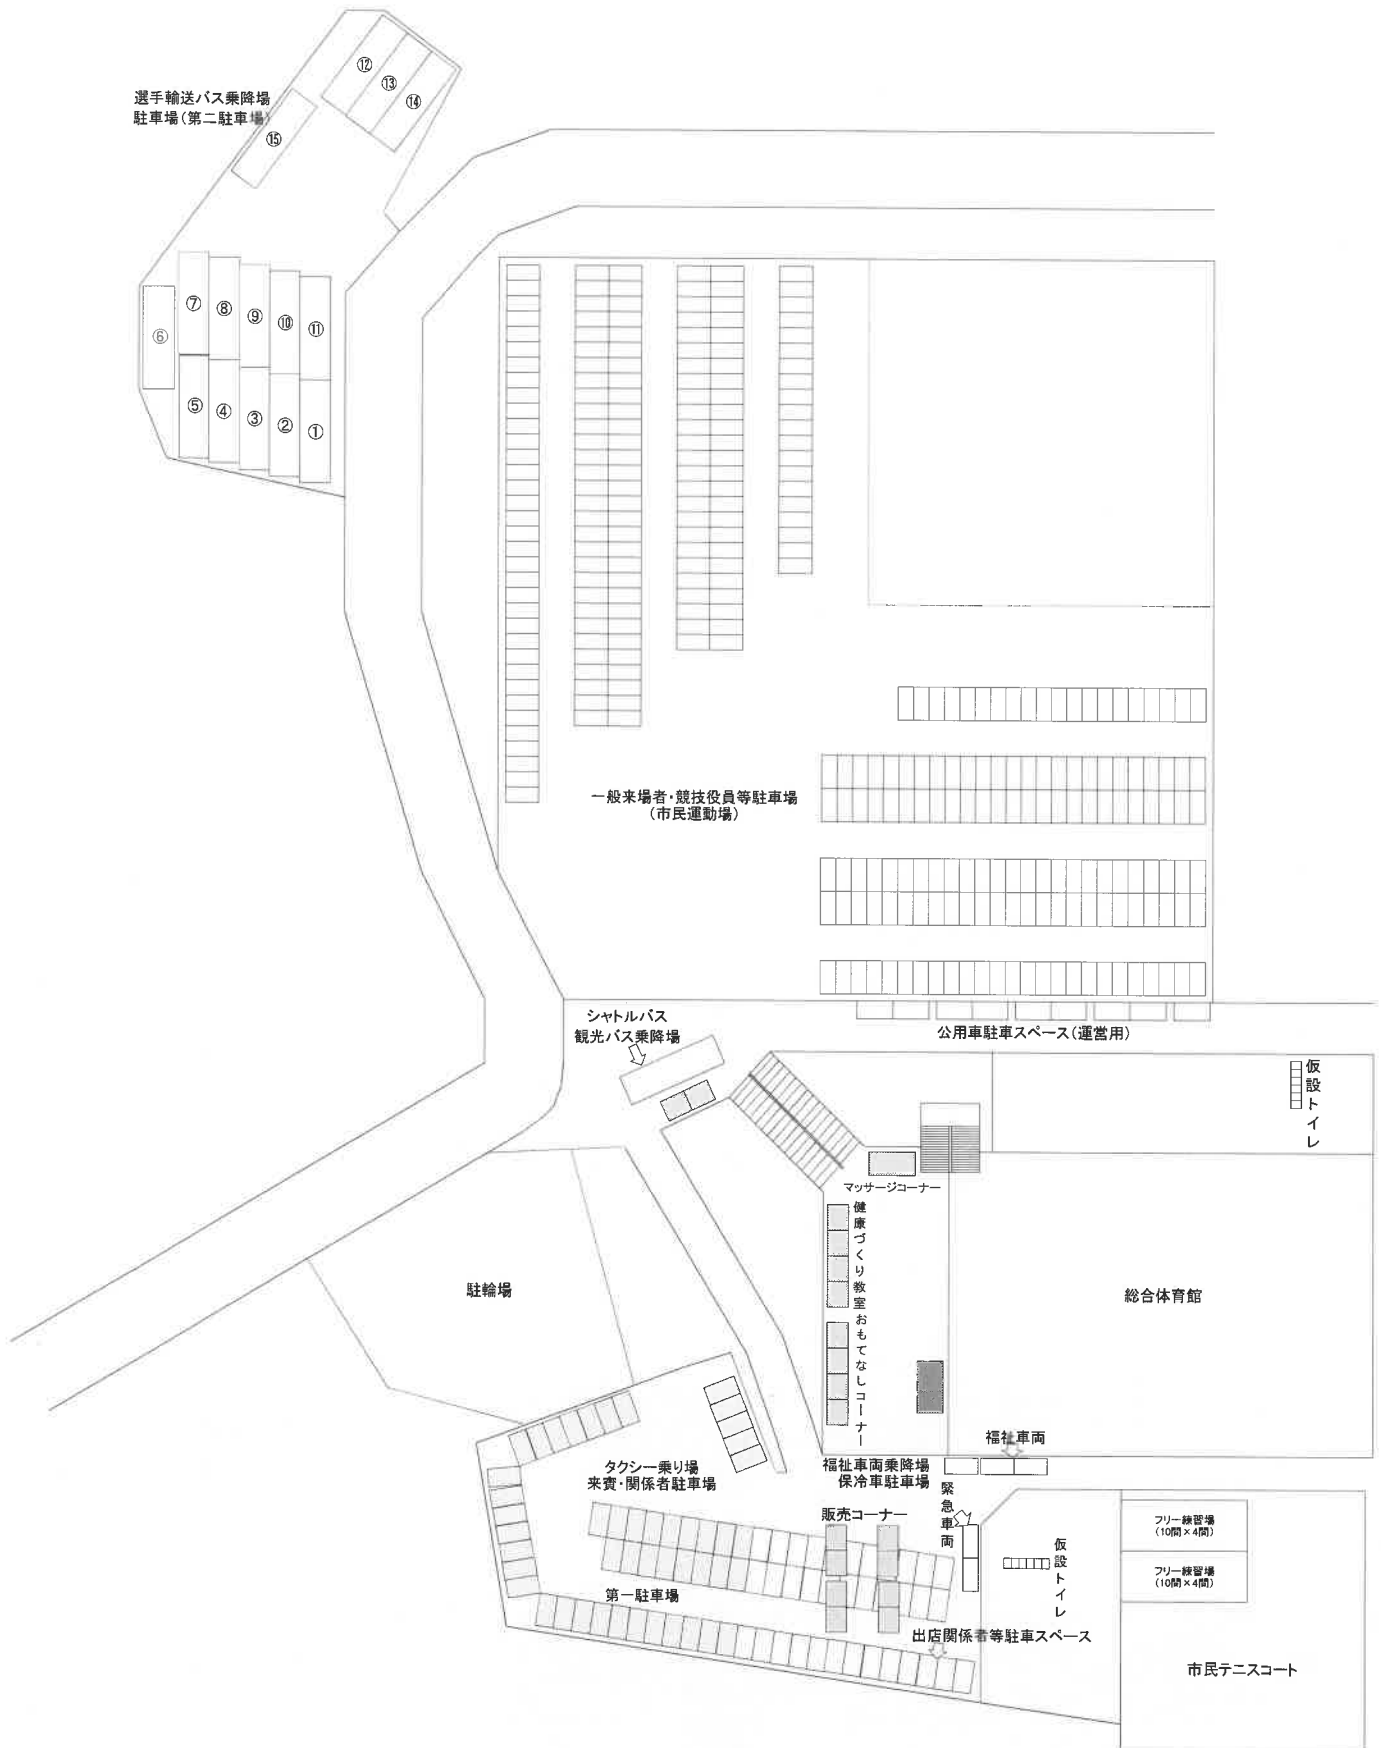 ⑫
⑬
⑭
選手輸送バス乗降場
駐車場(第二駐車場)
⑮
⑦
⑧
⑨
⑩
⑪
⑥
⑤
④
③
②
①
一般来場者・競技役員等駐車場
(市民運動場)
シャトルバス
観光バス乗降場
公用車駐車スペース(運営用)
仮設トイレ
マッサージコーナー
健康づくり教室
おもてなしコーナー
駐輪場
総合体育館
福祉車両
タクシー乗り場
来賓・関係者駐車場
福祉車両乗降場
保冷車駐車場
緊急車両
販売コーナー
フリー練習場
(10間×4間)
フリー練習場
(10間×4間)
仮設トイレ
第一駐車場
出店関係者等駐車スペース
市民テニスコート